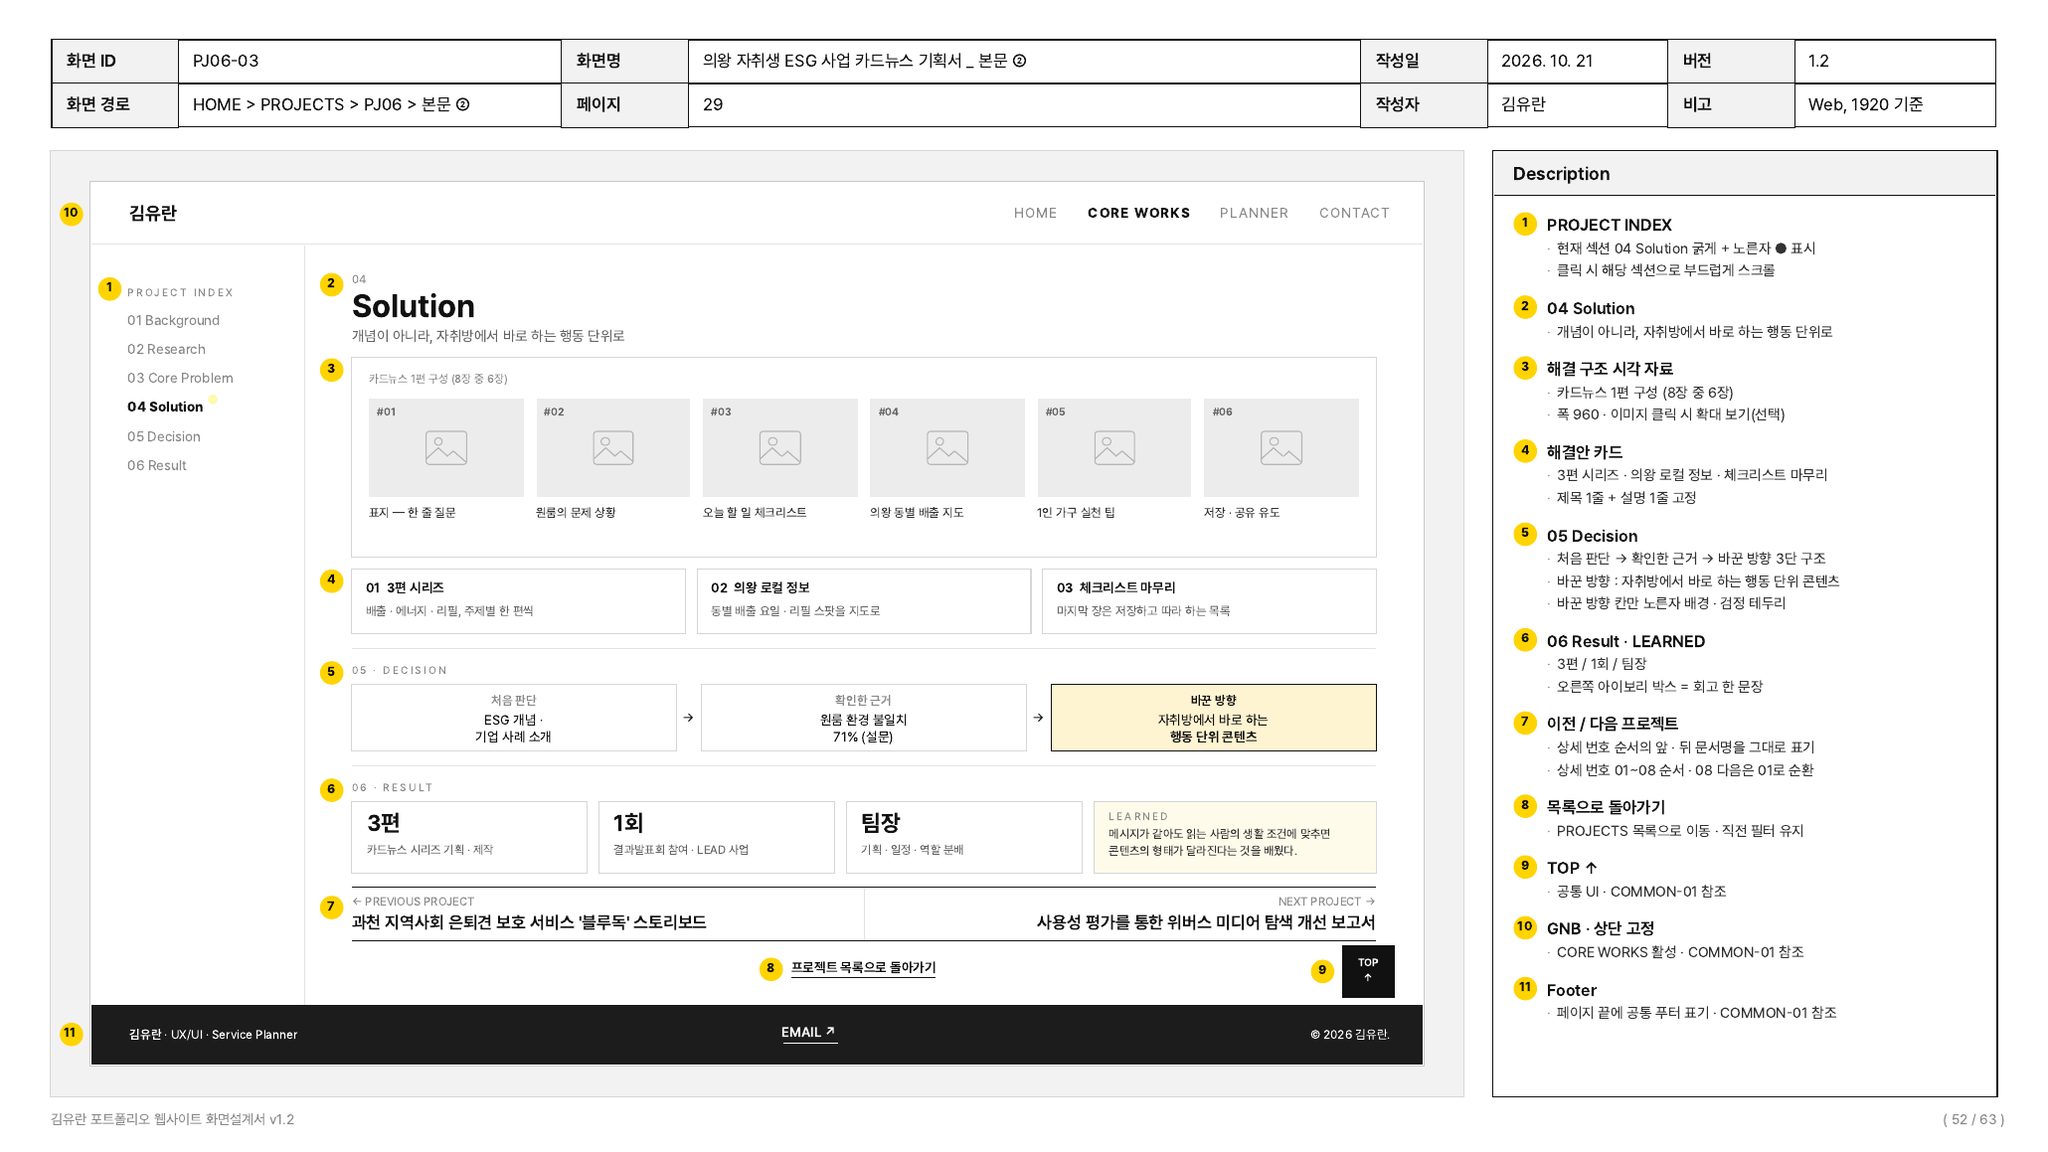 화면 ID
PJ06-03
화면명
의왕 자취생 ESG 사업 카드뉴스 기획서 _ 본문 ②
작성일
2026. 10. 21
버전
1.2
화면 경로
HOME > PROJECTS > PJ06 > 본문 ②
페이지
29
작성자
김유란
비고
Web, 1920 기준
10
김유란
HOME
CORE WORKS
PLANNER
CONTACT
1
PROJECT INDEX
01 Background
02 Research
03 Core Problem
04 Solution
05 Decision
06 Result
2
04
Solution
개념이 아니라, 자취방에서 바로 하는 행동 단위로
3
카드뉴스 1편 구성 (8장 중 6장)
#01
#02
#03
#04
#05
#06
표지 — 한 줄 질문
원룸의 문제 상황
오늘 할 일 체크리스트
의왕 동별 배출 지도
1인 가구 실천 팁
저장 · 공유 유도
4
01 3편 시리즈
배출 · 에너지 · 리필, 주제별 한 편씩
02 의왕 로컬 정보
동별 배출 요일 · 리필 스팟을 지도로
03 체크리스트 마무리
마지막 장은 저장하고 따라 하는 목록
5
05 · DECISION
처음 판단
ESG 개념 ·
기업 사례 소개
→
확인한 근거
원룸 환경 불일치
71% (설문)
→
바꾼 방향
자취방에서 바로 하는
행동 단위 콘텐츠
6
06 · RESULT
3편
카드뉴스 시리즈 기획 · 제작
1회
결과발표회 참여 · LEAD 사업
팀장
기획 · 일정 · 역할 분배
LEARNED
메시지가 같아도 읽는 사람의 생활 조건에 맞추면
콘텐츠의 형태가 달라진다는 것을 배웠다.
7
← PREVIOUS PROJECT
과천 지역사회 은퇴견 보호 서비스 '블루독' 스토리보드
NEXT PROJECT →
사용성 평가를 통한 위버스 미디어 탐색 개선 보고서
8
프로젝트 목록으로 돌아가기
9
TOP
↑
11
김유란 · UX/UI · Service Planner
EMAIL ↗
© 2026 김유란.
Description
1
PROJECT INDEX
· 현재 섹션 04 Solution 굵게 + 노른자 ● 표시
· 클릭 시 해당 섹션으로 부드럽게 스크롤
2
04 Solution
· 개념이 아니라, 자취방에서 바로 하는 행동 단위로
3
해결 구조 시각 자료
· 카드뉴스 1편 구성 (8장 중 6장)
· 폭 960 · 이미지 클릭 시 확대 보기(선택)
4
해결안 카드
· 3편 시리즈 · 의왕 로컬 정보 · 체크리스트 마무리
· 제목 1줄 + 설명 1줄 고정
5
05 Decision
· 처음 판단 → 확인한 근거 → 바꾼 방향 3단 구조
· 바꾼 방향 : 자취방에서 바로 하는 행동 단위 콘텐츠
· 바꾼 방향 칸만 노른자 배경 · 검정 테두리
6
06 Result · LEARNED
· 3편 / 1회 / 팀장
· 오른쪽 아이보리 박스 = 회고 한 문장
7
이전 / 다음 프로젝트
· 상세 번호 순서의 앞 · 뒤 문서명을 그대로 표기
· 상세 번호 01~08 순서 · 08 다음은 01로 순환
8
목록으로 돌아가기
· PROJECTS 목록으로 이동 · 직전 필터 유지
9
TOP ↑
· 공통 UI · COMMON-01 참조
10
GNB · 상단 고정
· CORE WORKS 활성 · COMMON-01 참조
11
Footer
· 페이지 끝에 공통 푸터 표기 · COMMON-01 참조
김유란 포트폴리오 웹사이트 화면설계서 v1.2
( 52 / 63 )